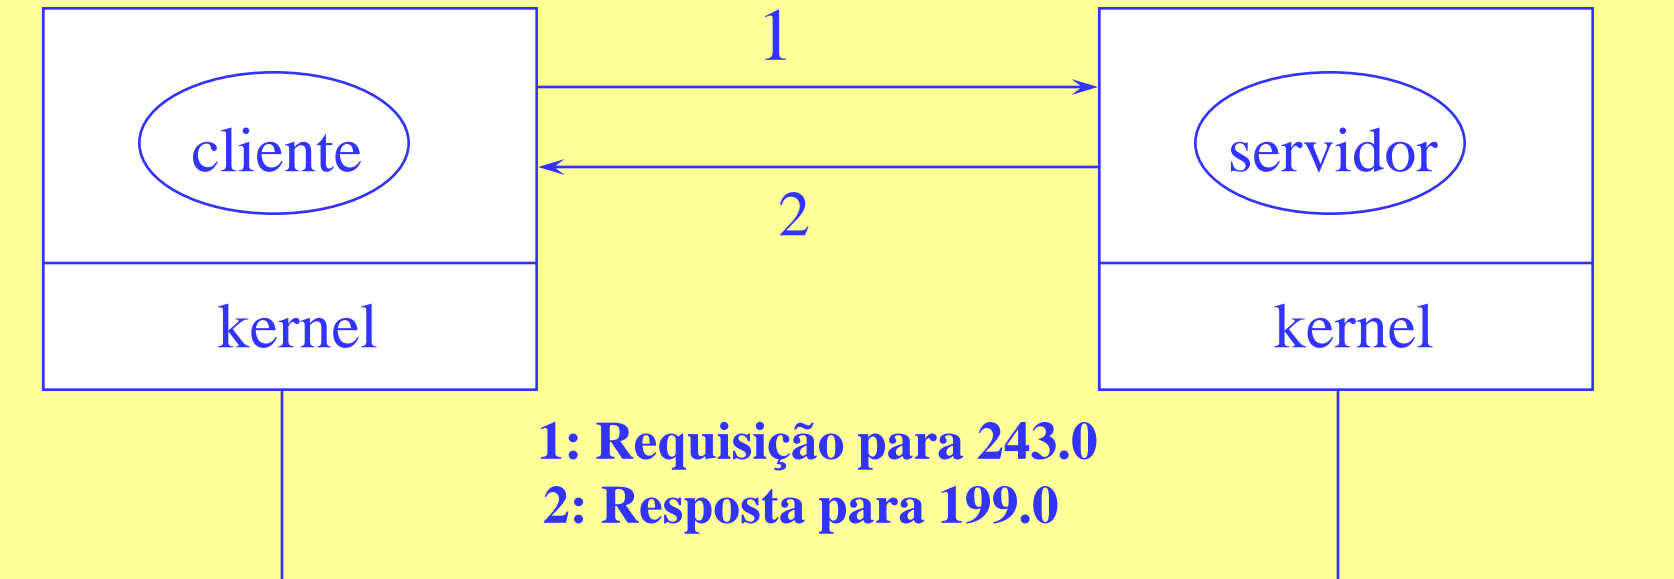 1
cliente
servidor
2
kernel
kernel
1: Requisição para 243.0
2: Resposta para 199.0